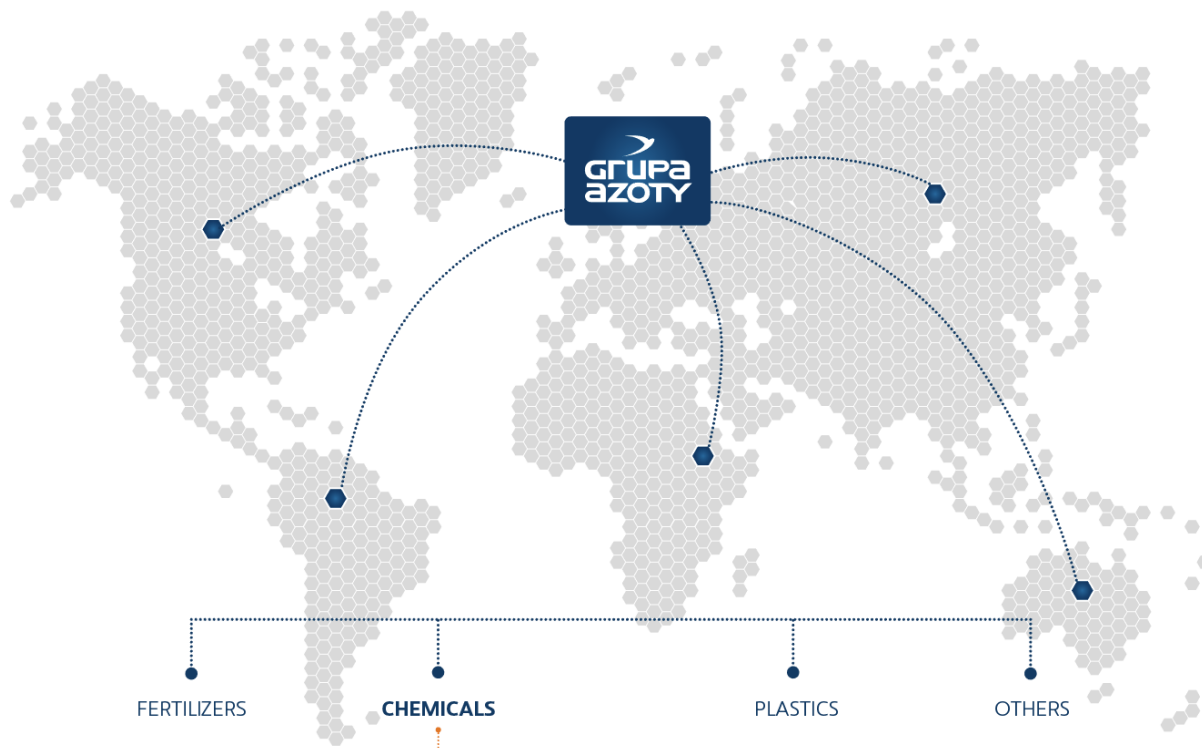 GRUPA
AZOTY
FERTILIZERS
CHEMICALS
PLASTICS
OTHERS